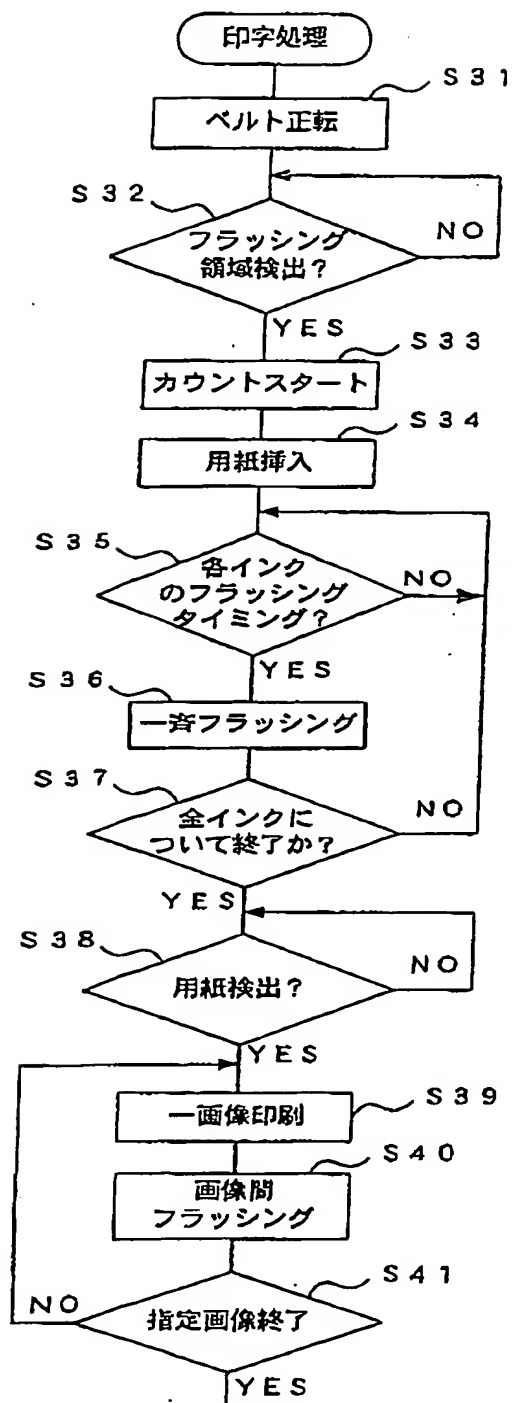 印字処理
S31
ベルト正転
S32
フラッシング
領域検出?
NO
YES
S33
カウントスタート
S34
用紙挿入
S35
各インク
のフラッシング
タイミング?
NO
YES
S36
一斉フラッシング
S37
全インクに
ついて終了か?
NO
YES
S38
用紙検出?
NO
YES
S39
一画像印刷
S40
画像間
フラッシング
S41
指定画像終了
NO
YES